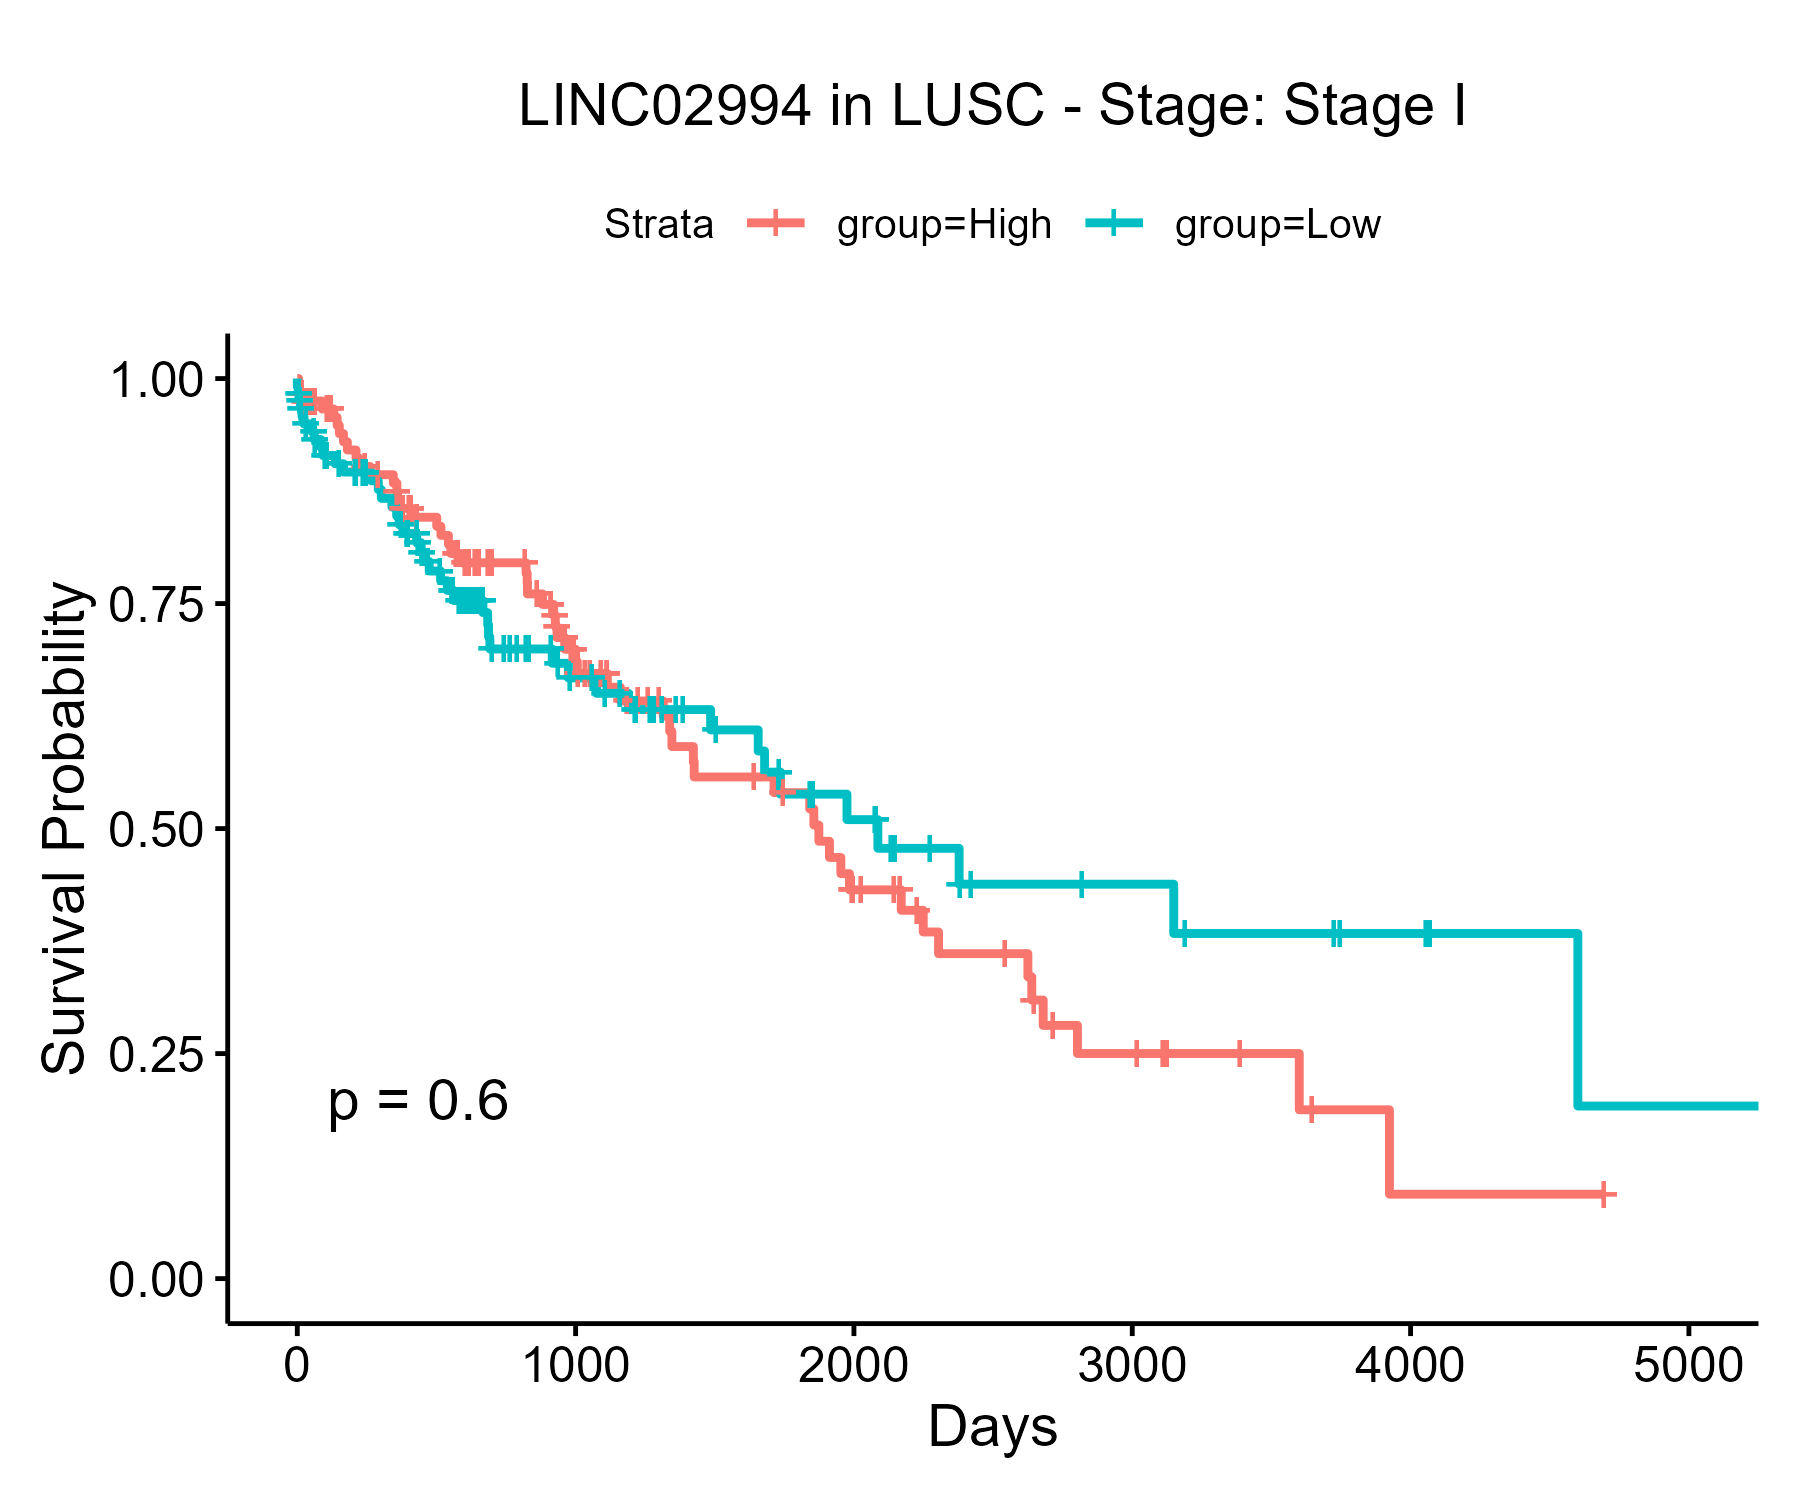 LINC02994 in LUSC - Stage: Stage I
Strata group=High group=Low
Survival Probability
1.00
0.75
0.50
0.25
0.00
p = 0.6
0 1000 2000 3000 4000 5000
Days